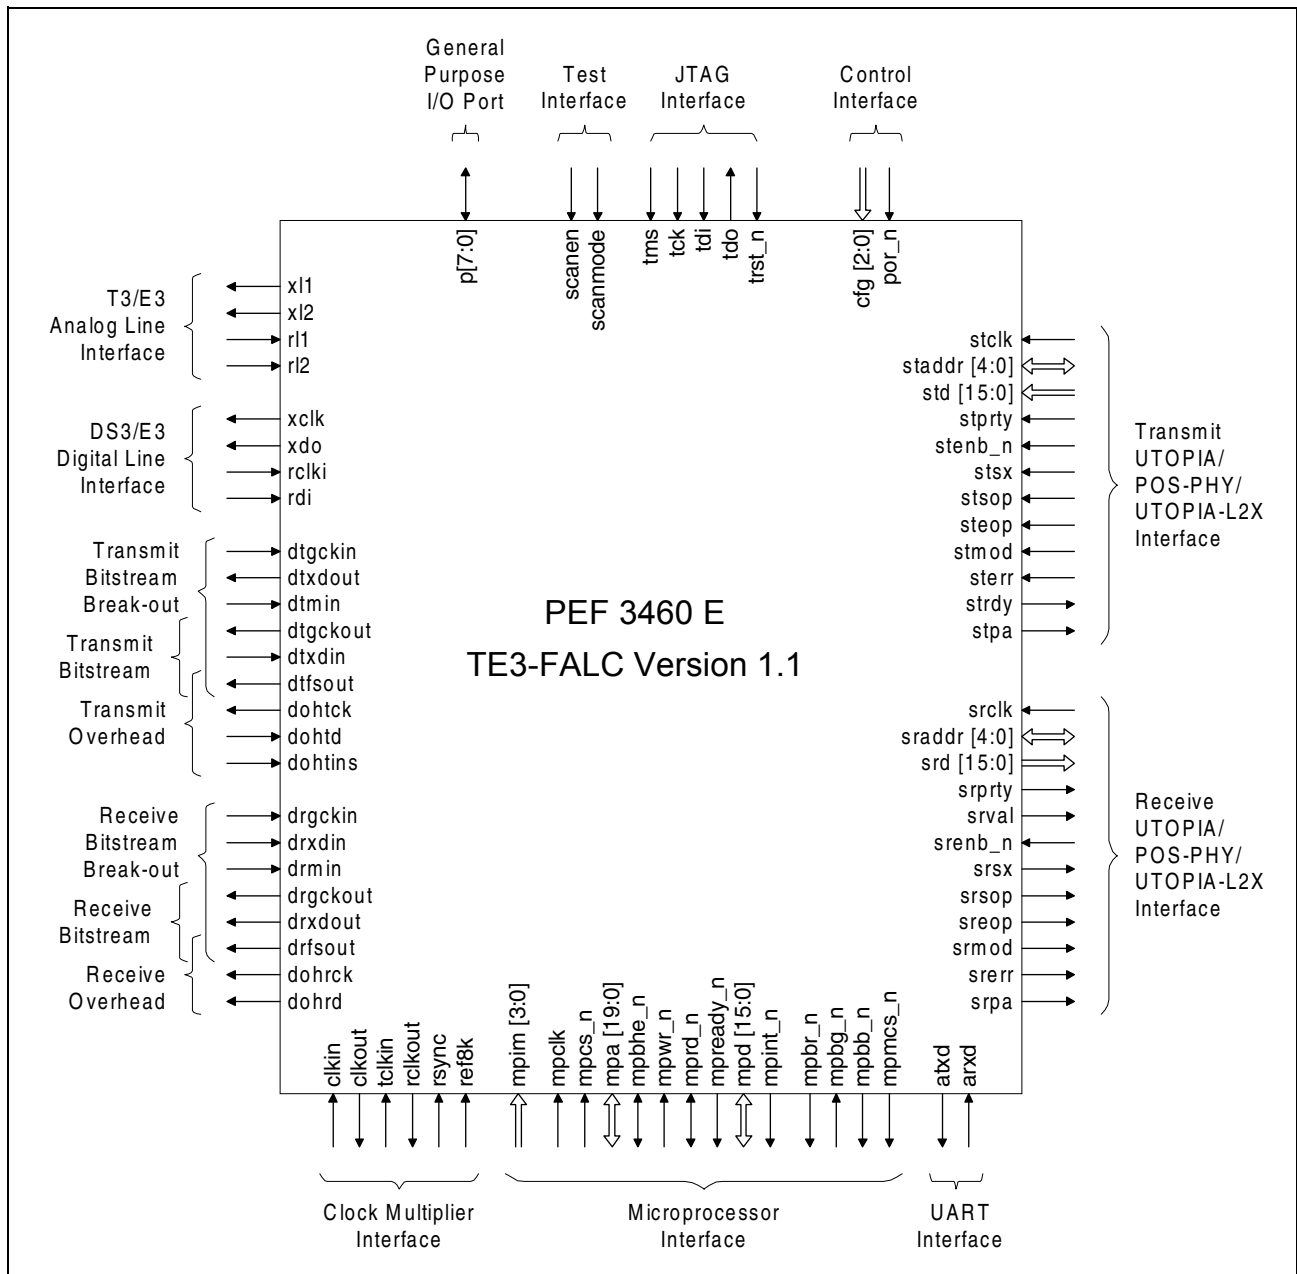 General
Purpose
I/O Port
Test
Interface
JTAG
Interface
Control
Interface
p[7:0]
scanen
scanmode
tms
tck
tdi
tdo
trst_n
cfg [2:0]
por_n
T3/E3
Analog Line
Interface
xl1
xl2
rl1
rl2
DS3/E3
Digital Line
Interface
xclk
xdo
rclki
rdi
Transmit
Bitstream
Break-out
Transmit
Bitstream
Transmit
Overhead
dtgckin
dtxdout
dtmin
dtgckout
dtxdin
dtfsout
dohtck
dohtd
dohtins
Receive
Bitstream
Break-out
Receive
Bitstream
Receive
Overhead
drgckin
drxdin
drmin
drgckout
drxdout
drfsout
dohrck
dohrd
PEF 3460 E
TE3-FALC Version 1.1
stclk
staddr [4:0]
std [15:0]
stprty
stenb_n
stsx
stsop
steop
stmod
sterr
strdy
stpa
Transmit
UTOPIA/
POS-PHY/
UTOPIA-L2X
Interface
srclk
sraddr [4:0]
srd [15:0]
srprty
srval
srenb_n
srsx
srsop
sreop
srmod
srerr
srpa
Receive
UTOPIA/
POS-PHY/
UTOPIA-L2X
Interface
clkin
clkout
tclkin
rclkout
rsync
ref8k
mpim [3:0]
mpclk
mpcs_n
mpa [19:0]
mpbhe_n
mpwr_n
mprd_n
mpready_n
mpd [15:0]
mpint_n
mpbr_n
mpbg_n
mpbb_n
mpmcs_n
atxd
arxd
Clock Multiplier
Interface
Microprocessor
Interface
UART
Interface